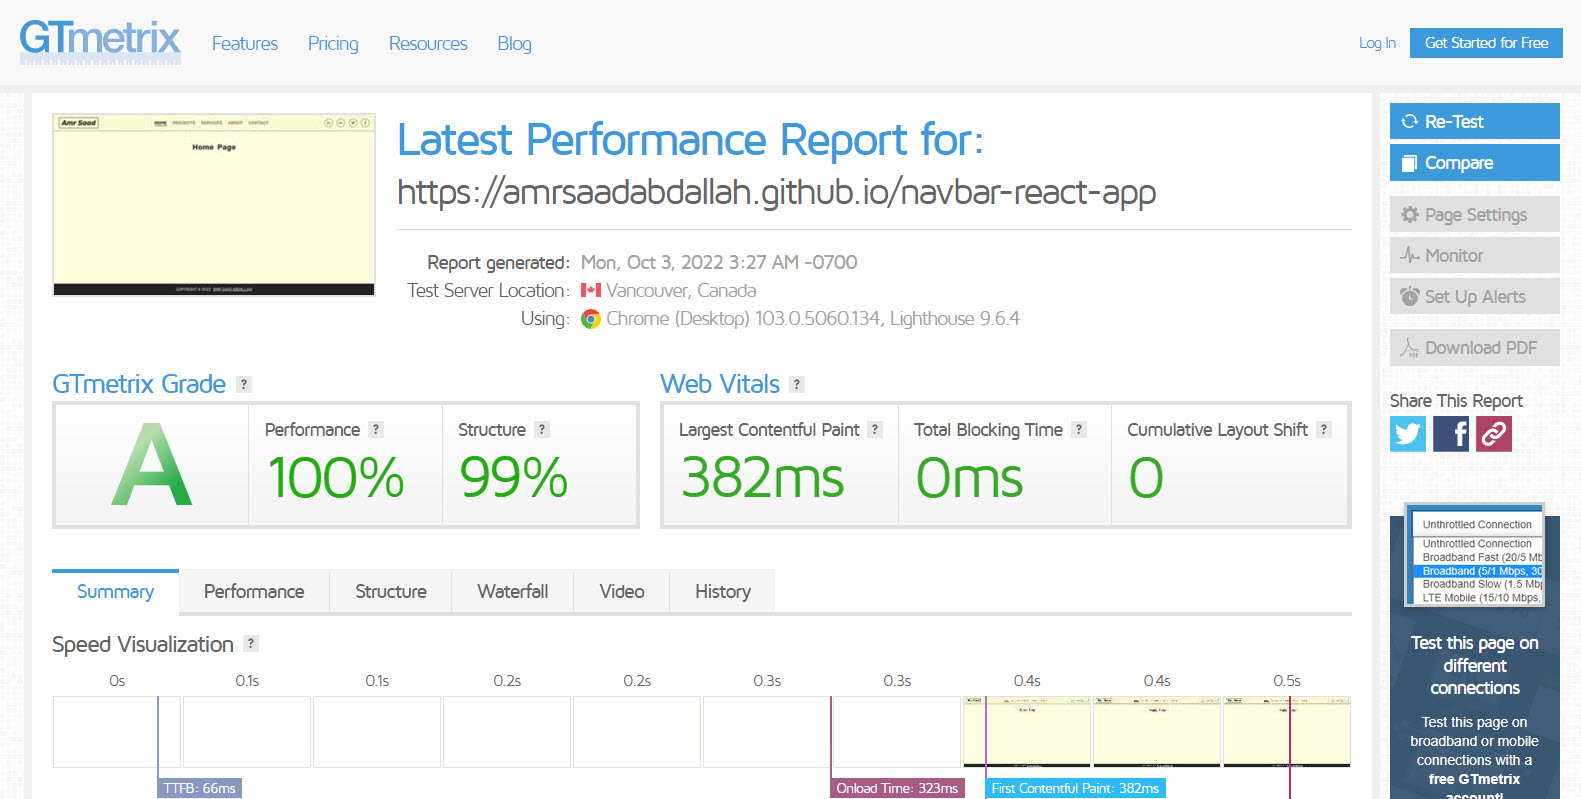 GTmetrix
Features
Pricing
Resources
Blog
Log In
Get Started for Free
Amr Saad
HOME PROJECTS SERVICES ABOUT CONTACT
Home Page
COPYRIGHT © 2022 AMR SAAD ABDALLAH
Latest Performance Report for:
https://amrsaadabdallah.github.io/navbar-react-app
Report generated: Mon, Oct 3, 2022 3:27 AM -0700
Test Server Location: Vancouver, Canada
Using: Chrome (Desktop) 103.0.5060.134, Lighthouse 9.6.4
Re-Test
Compare
Page Settings
Monitor
Set Up Alerts
Download PDF
Share This Report
GTmetrix Grade ?
A
Performance ?
100%
Structure ?
99%
Web Vitals ?
Largest Contentful Paint ?
382ms
Total Blocking Time ?
0ms
Cumulative Layout Shift ?
0
Summary
Performance
Structure
Waterfall
Video
History
Speed Visualization ?
0s 0.1s 0.1s 0.2s 0.2s 0.3s 0.3s 0.4s 0.4s 0.5s
TTFB: 66ms
Onload Time: 323ms
First Contentful Paint: 382ms
Unthrottled Connection
Unthrottled Connection
Broadband Fast (20/5 Mb
Broadband (5/1 Mbps, 30
Broadband Slow (1.5 Mbp
LTE Mobile (15/10 Mbps,
Test this page on
different
connections
Test this page on
broadband or mobile
connections with a
free GTmetrix
account!